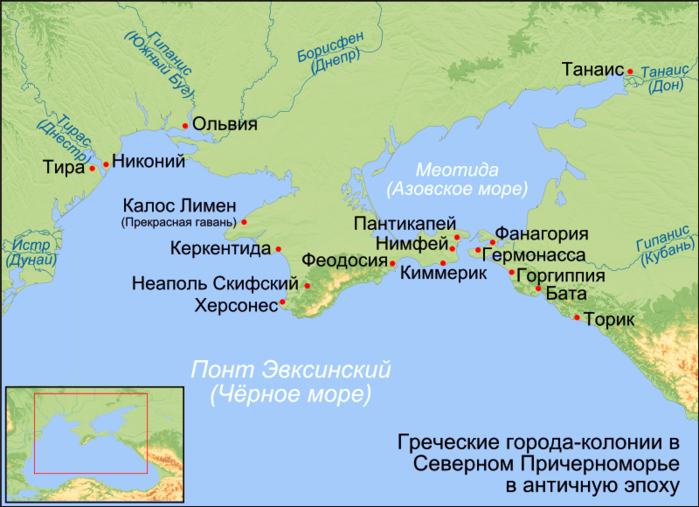 Гипанис
(Южный Буг)
Борисфен
(Днепр)
Танаис
Танаис
(Дон)
Ольвия
Тирас
(Днестр)
Тира
Никоний
Меотида
(Азовское море)
Калос Лимен
(Прекрасная гавань)
Пантикапей
Фанагория
Гипанис
(Кубань)
Истр
(Дунай)
Керкентида
Нимфей
Гермонасса
Феодосия
Киммерик
Горгиппия
Неаполь Скифский
Бата
Херсонес
Торик
Понт Эвксинский
(Чёрное море)
Греческие города-колонии в
Северном Причерноморье
в античную эпоху